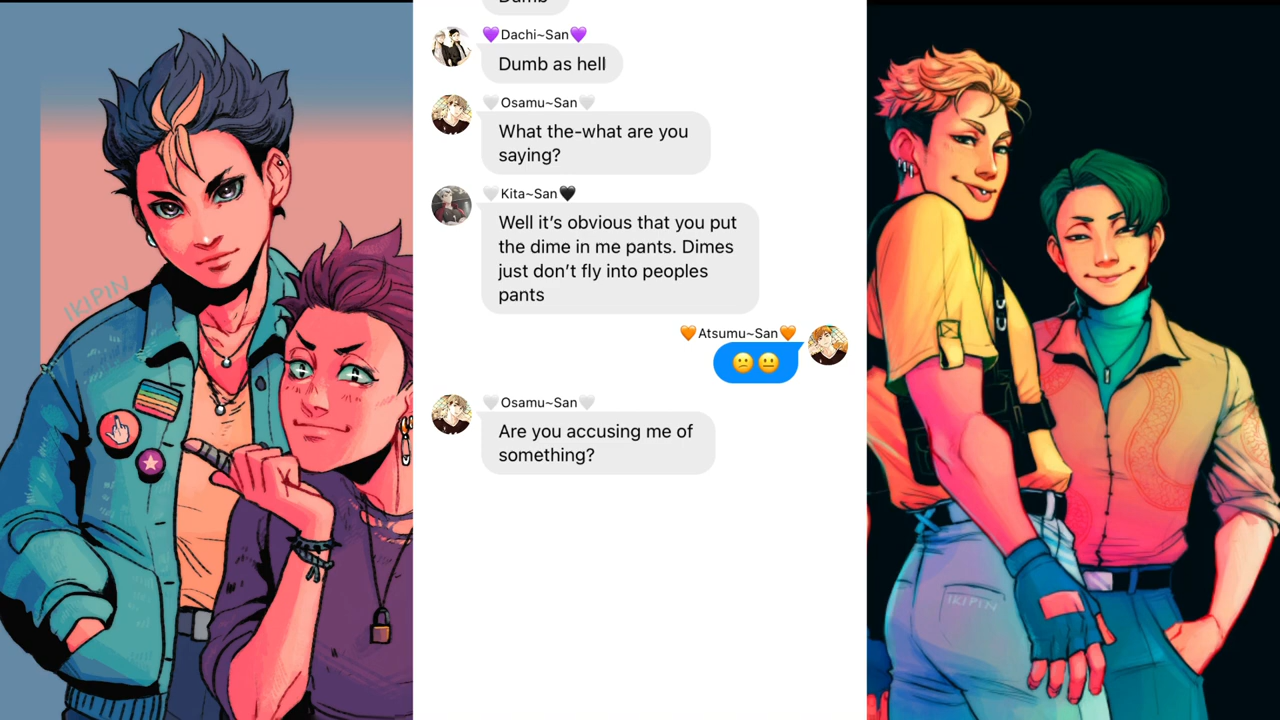 Dumb
💜Dachi~San💜
Dumb as hell
🤍Osamu~San🤍
What the-what are you
saying?
🤍Kita~San🖤
Well it’s obvious that you put
the dime in me pants. Dimes
just don’t fly into peoples
pants
🧡Atsumu~San🧡
😕😐
🤍Osamu~San🤍
Are you accusing me of
something?
IKIPIN
IKIPIN